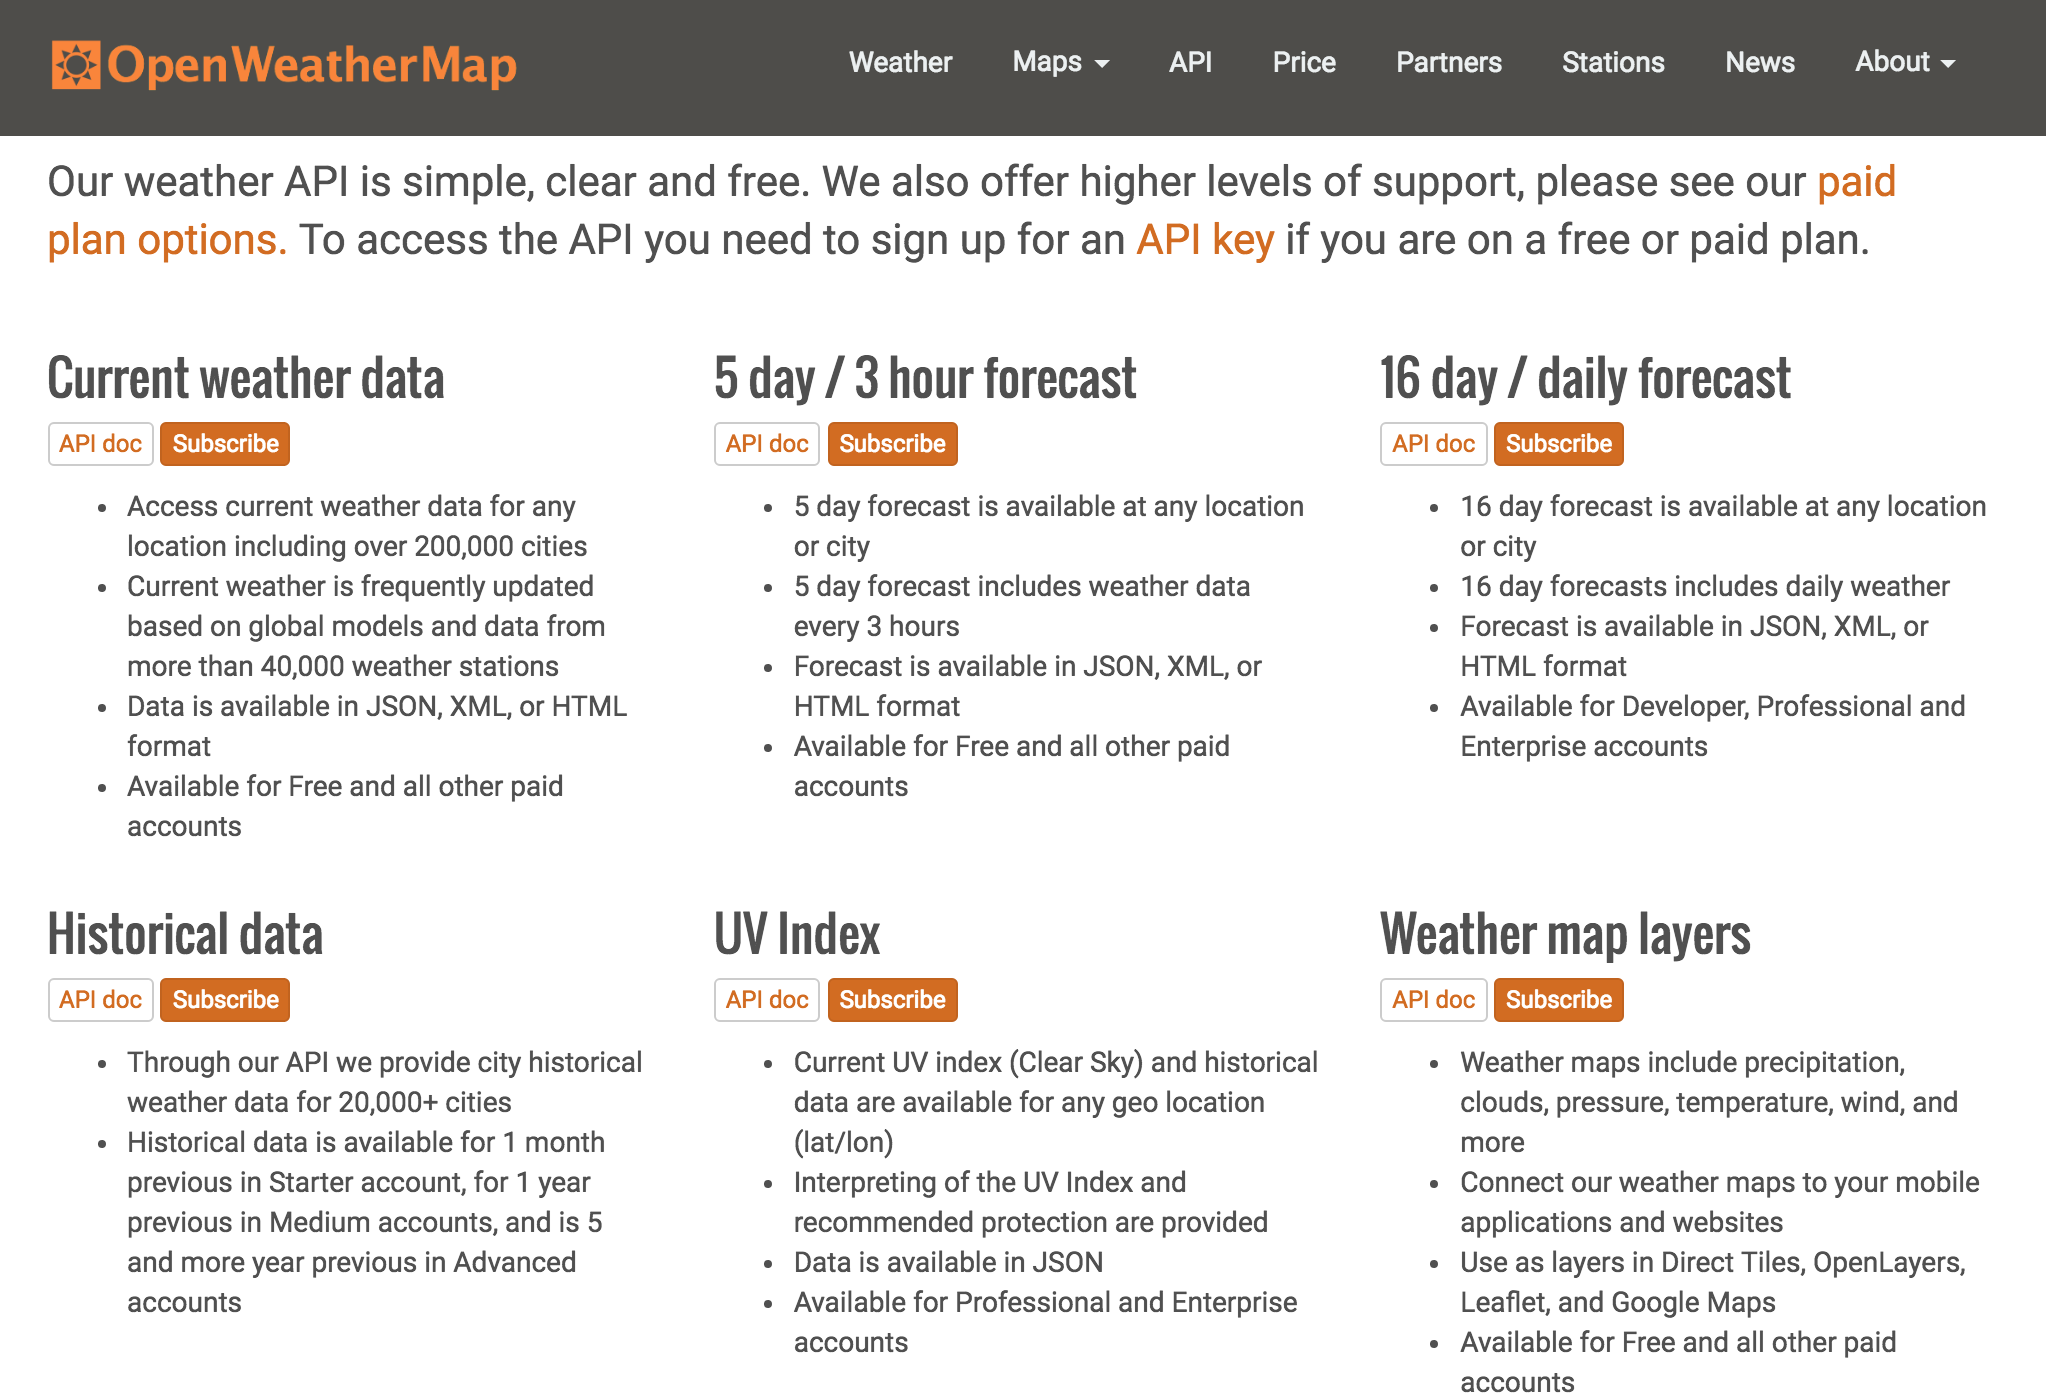 OpenWeatherMap
Weather Maps API Price Partners Stations News About
Our weather API is simple, clear and free. We also offer higher levels of support, please see our paid
plan options. To access the API you need to sign up for an API key if you are on a free or paid plan.
Current weather data
API doc Subscribe
• Access current weather data for any
location including over 200,000 cities
• Current weather is frequently updated
based on global models and data from
more than 40,000 weather stations
• Data is available in JSON, XML, or HTML
format
• Available for Free and all other paid
accounts
5 day / 3 hour forecast
API doc Subscribe
• 5 day forecast is available at any location
or city
• 5 day forecast includes weather data
every 3 hours
• Forecast is available in JSON, XML, or
HTML format
• Available for Free and all other paid
accounts
16 day / daily forecast
API doc Subscribe
• 16 day forecast is available at any location
or city
• 16 day forecasts includes daily weather
• Forecast is available in JSON, XML, or
HTML format
• Available for Developer, Professional and
Enterprise accounts
Historical data
API doc Subscribe
• Through our API we provide city historical
weather data for 20,000+ cities
• Historical data is available for 1 month
previous in Starter account, for 1 year
previous in Medium accounts, and is 5
and more year previous in Advanced
accounts
UV Index
API doc Subscribe
• Current UV index (Clear Sky) and historical
data are available for any geo location
(lat/lon)
• Interpreting of the UV Index and
recommended protection are provided
• Data is available in JSON
• Available for Professional and Enterprise
accounts
Weather map layers
API doc Subscribe
• Weather maps include precipitation,
clouds, pressure, temperature, wind, and
more
• Connect our weather maps to your mobile
applications and websites
• Use as layers in Direct Tiles, OpenLayers,
Leaflet, and Google Maps
• Available for Free and all other paid
accounts